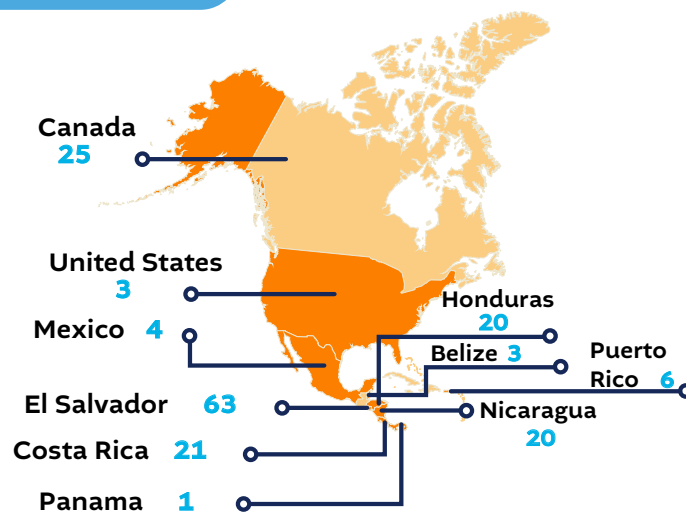 Canada
25
United States
3
Honduras
20
Mexico 4
Belize 3
Puerto
Rico 6
El Salvador 63
Nicaragua
20
Costa Rica 21
Panama 1